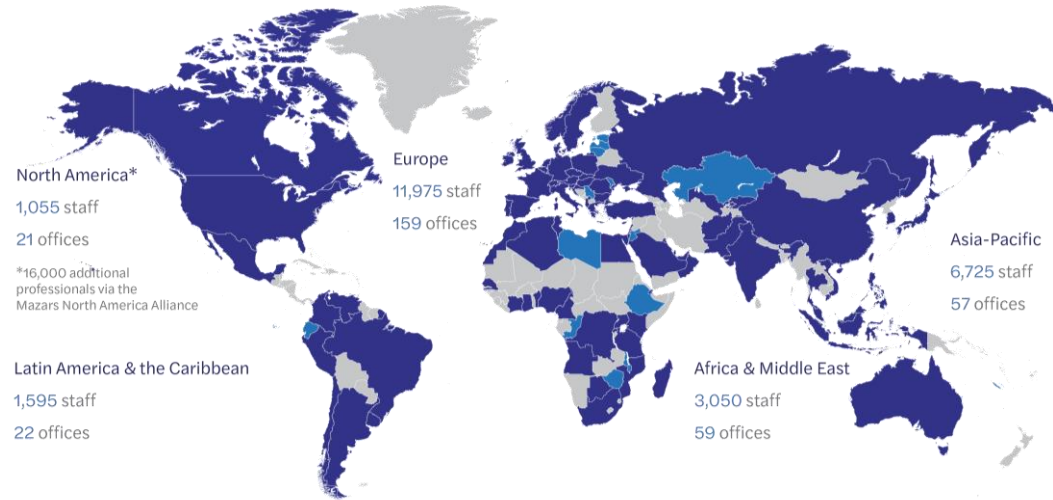 North America*
1,055 staff
21 offices
*16,000 additional
professionals via the
Mazars North America Alliance
Europe
11,975 staff
159 offices
Asia-Pacific
6,725 staff
57 offices
Latin America & the Caribbean
1,595 staff
22 offices
Africa & Middle East
3,050 staff
59 offices